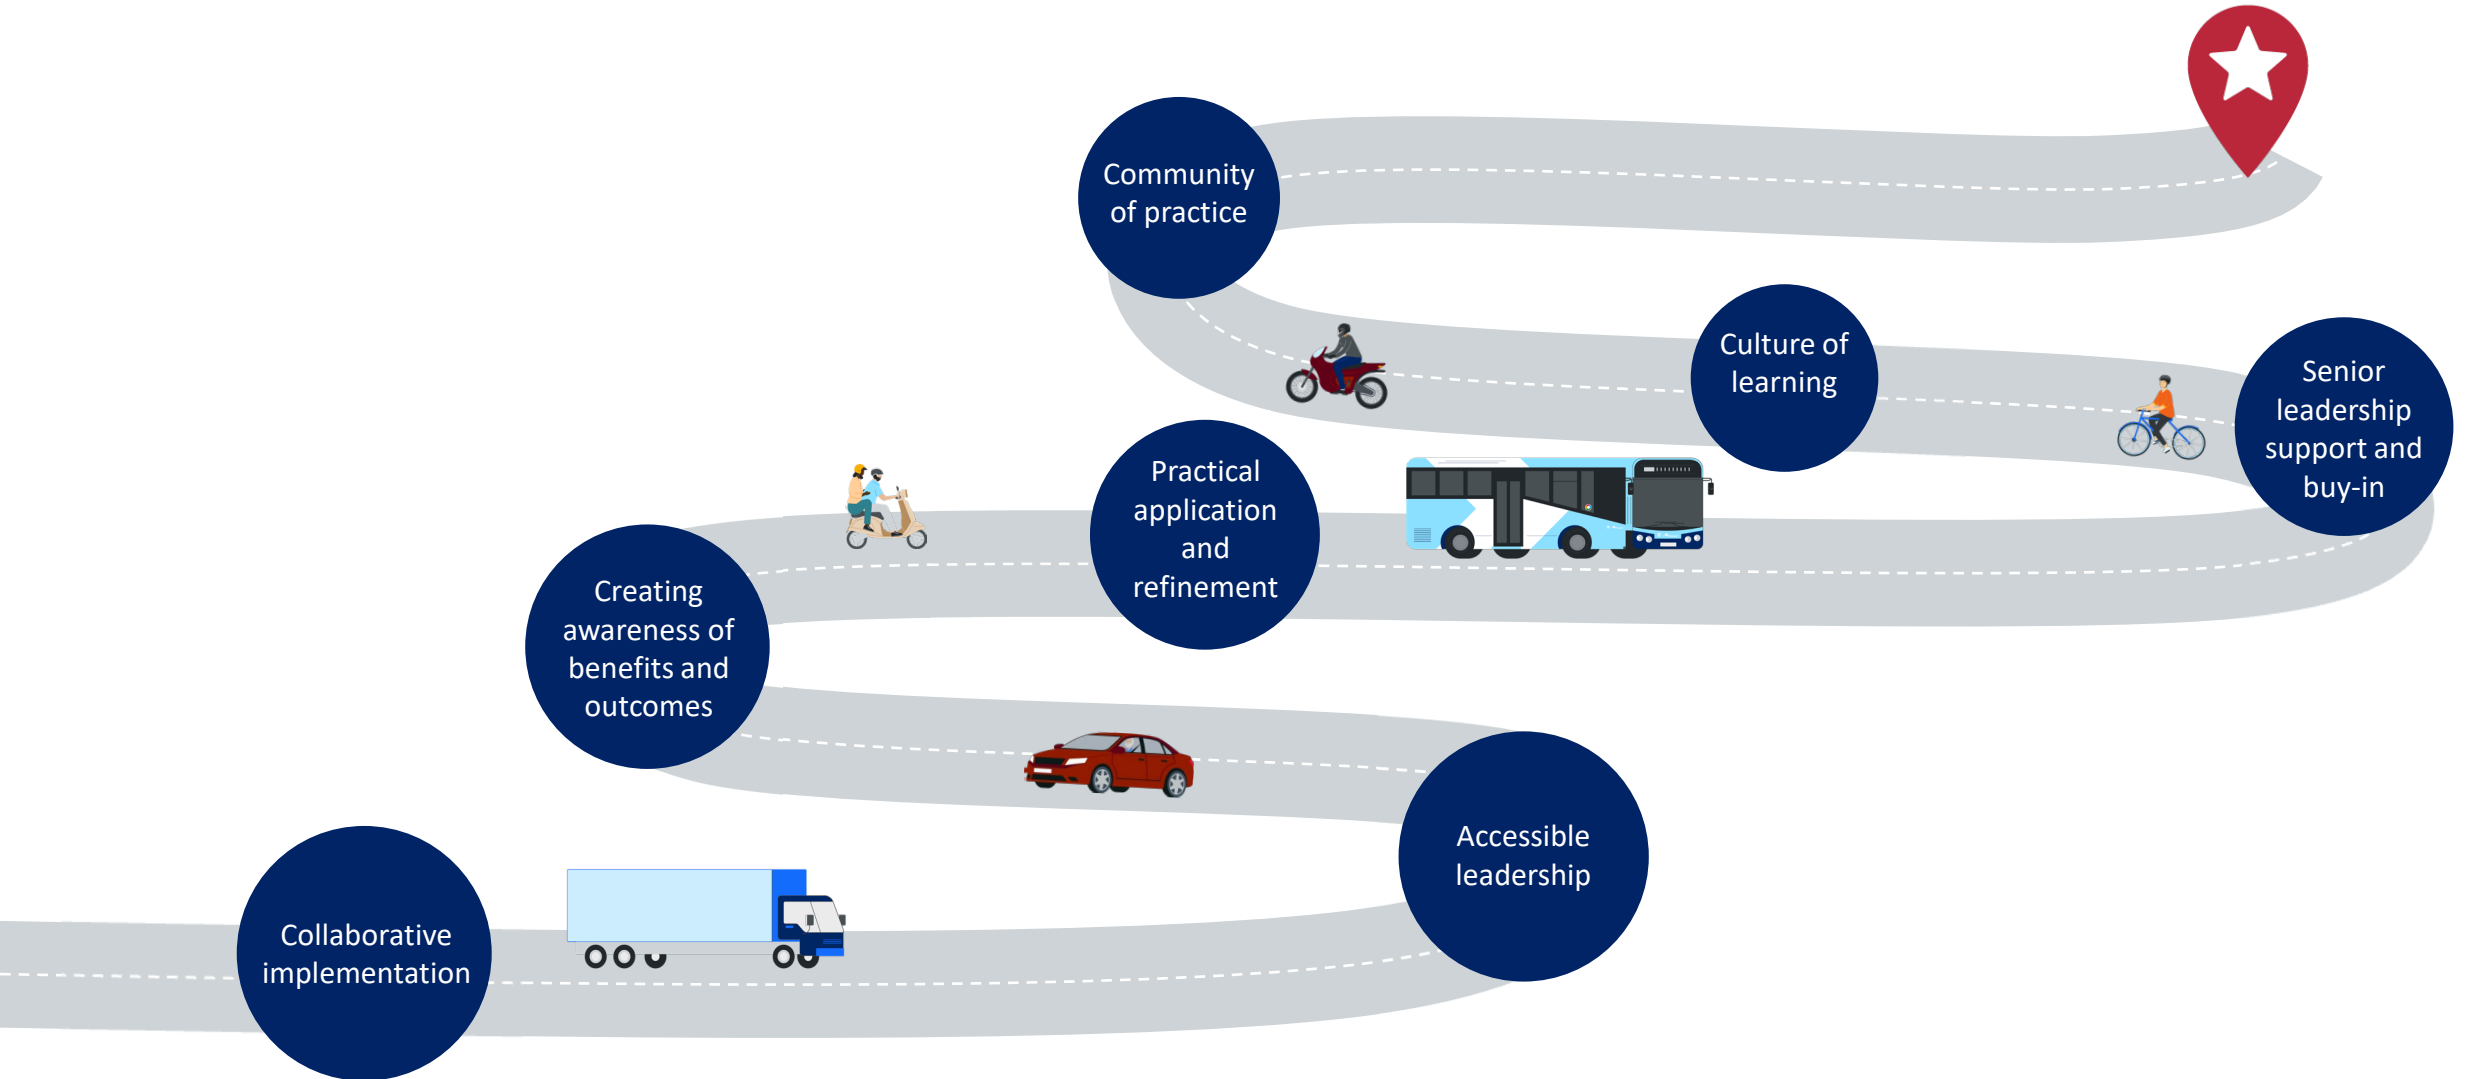 Community
of practice
Culture of
learning
Senior
leadership
support and
buy-in
Practical
application
and
refinement
Creating
awareness of
benefits and
outcomes
Accessible
leadership
Collaborative
implementation